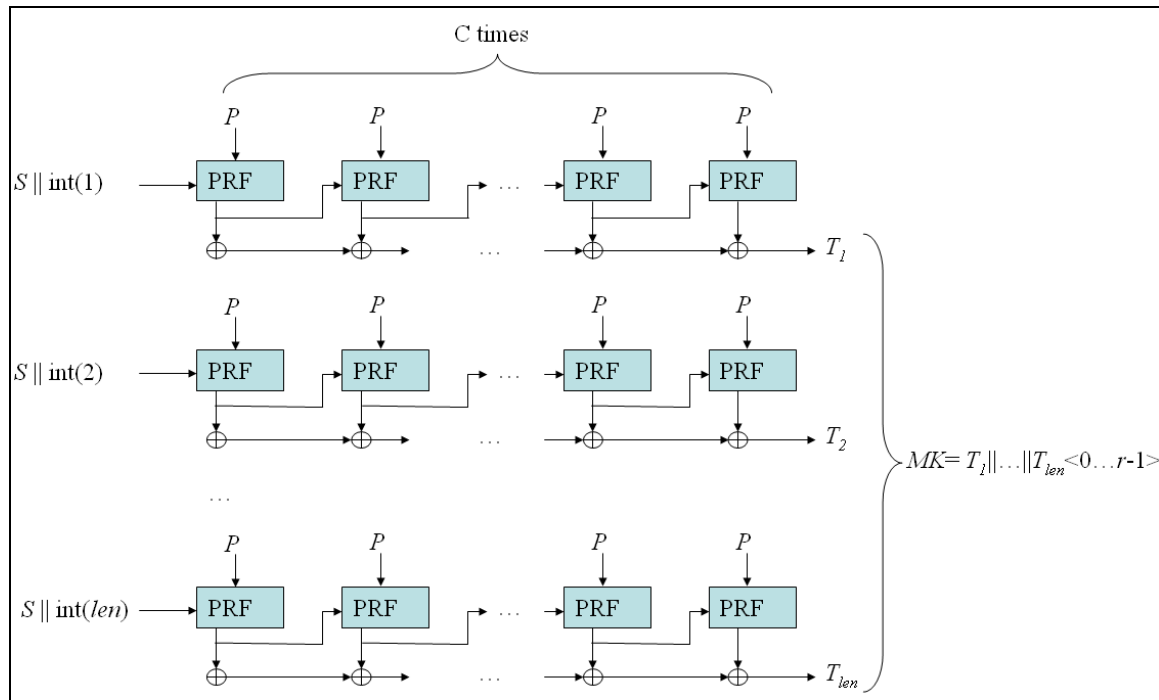 C times
P P P P
S || int(1) PRF PRF ... PRF PRF
... T1
P P P P
S || int(2) PRF PRF ... PRF PRF
... T2
MK= T1||...||Tlen<0...r-1>
...
P P P P
S || int(len) PRF PRF ... PRF PRF
... Tlen